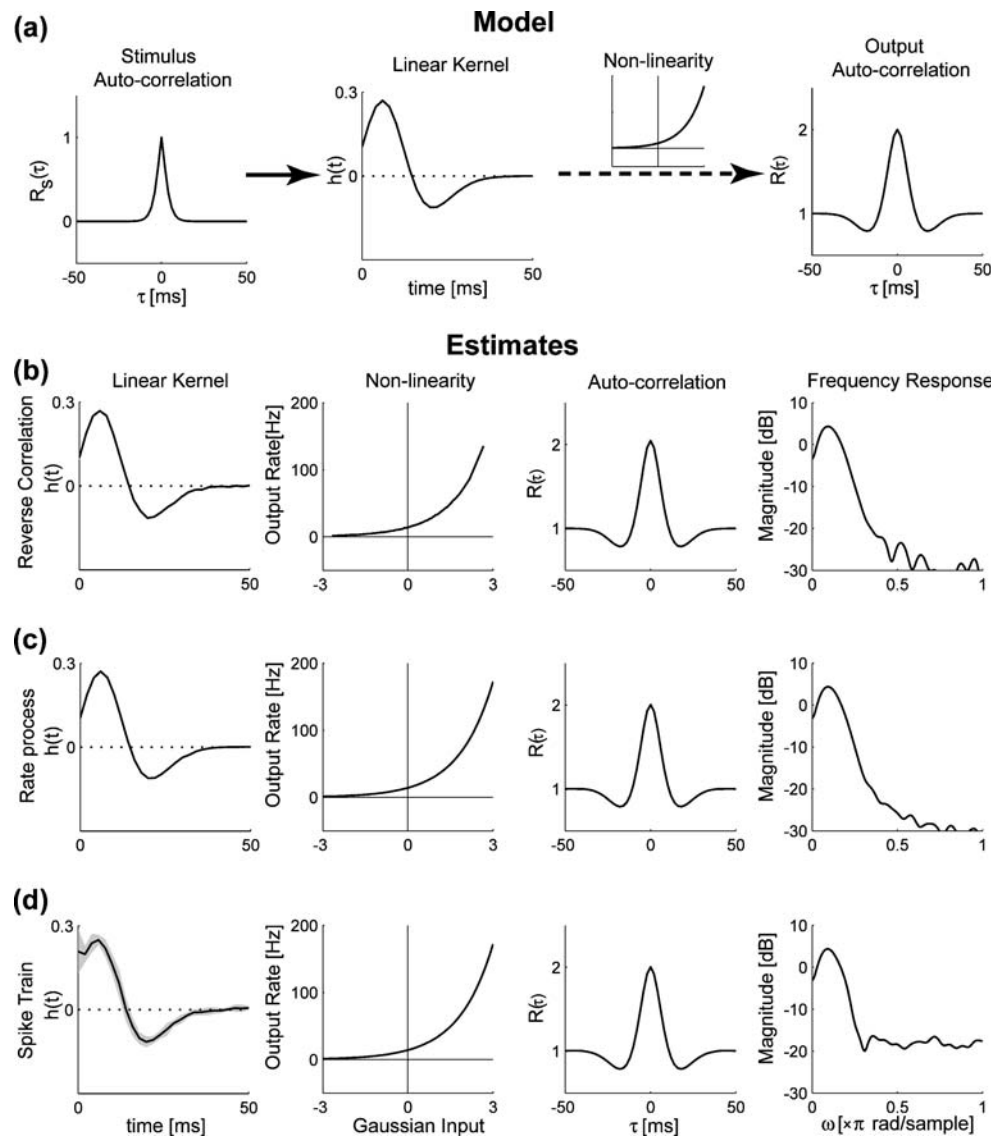 (a)
Model
Stimulus
Auto-correlation
Linear Kernel
Non-linearity
Output
Auto-correlation
R_s(τ)
1
0
-50
0
50
τ [ms]
h(t)
0.3
0
0
50
time [ms]
R(τ)
2
1
-50
0
50
τ [ms]
Estimates
(b)
Linear Kernel
Non-linearity
Auto-correlation
Frequency Response
Reverse Correlation
h(t)
0.3
0
0
50
Output Rate[Hz]
200
100
0
-3
0
3
R(τ)
2
1
-50
0
50
Magnitude [dB]
10
0
-10
-20
-30
0
0.5
1
(c)
Rate process
h(t)
0.3
0
0
50
Output Rate [Hz]
200
100
0
-3
0
3
R(τ)
2
1
-50
0
50
Magnitude [dB]
10
0
-10
-20
-30
0
0.5
1
(d)
Spike Train
h(t)
0.3
0
0
50
time [ms]
Output Rate [Hz]
200
100
0
-3
0
3
Gaussian Input
R(τ)
2
1
-50
0
50
τ [ms]
Magnitude [dB]
10
0
-10
-20
-30
0
0.5
1
ω [×π rad/sample]